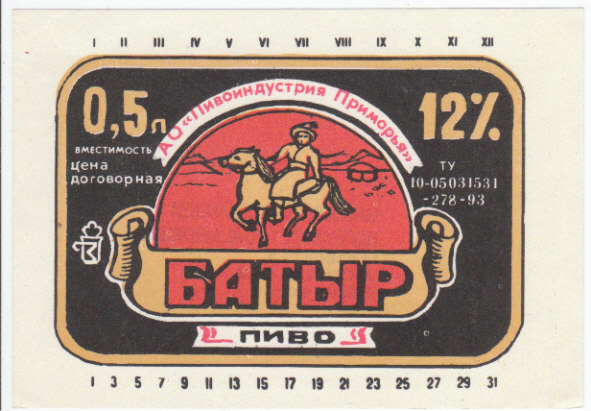 I II III IV V VI VII VIII IX X XI XII
0,5л
12%
АО «Пивоиндустрия Приморья»
вместимость
цена
договорная
ТУ
10-05031531
-278-93
БАТЫР
ПИВО
1 3 5 7 9 11 13 15 17 19 21 23 25 27 29 31